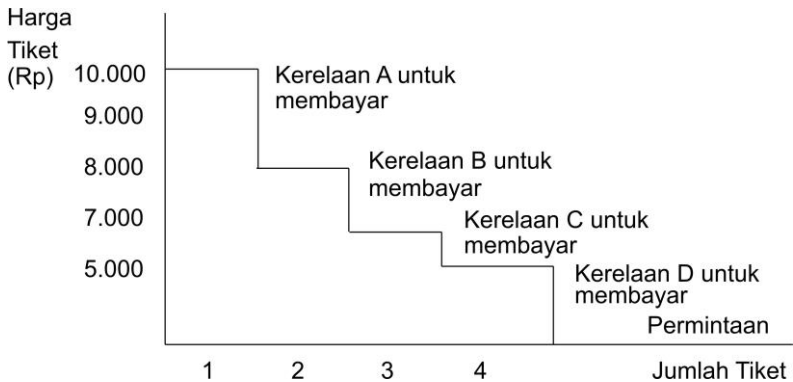 Harga
Tiket
(Rp)
10.000
9.000
8.000
7.000
5.000
Kerelaan A untuk
membayar
Kerelaan B untuk
membayar
Kerelaan C untuk
membayar
Kerelaan D untuk
membayar
Permintaan
1 2 3 4 Jumlah Tiket